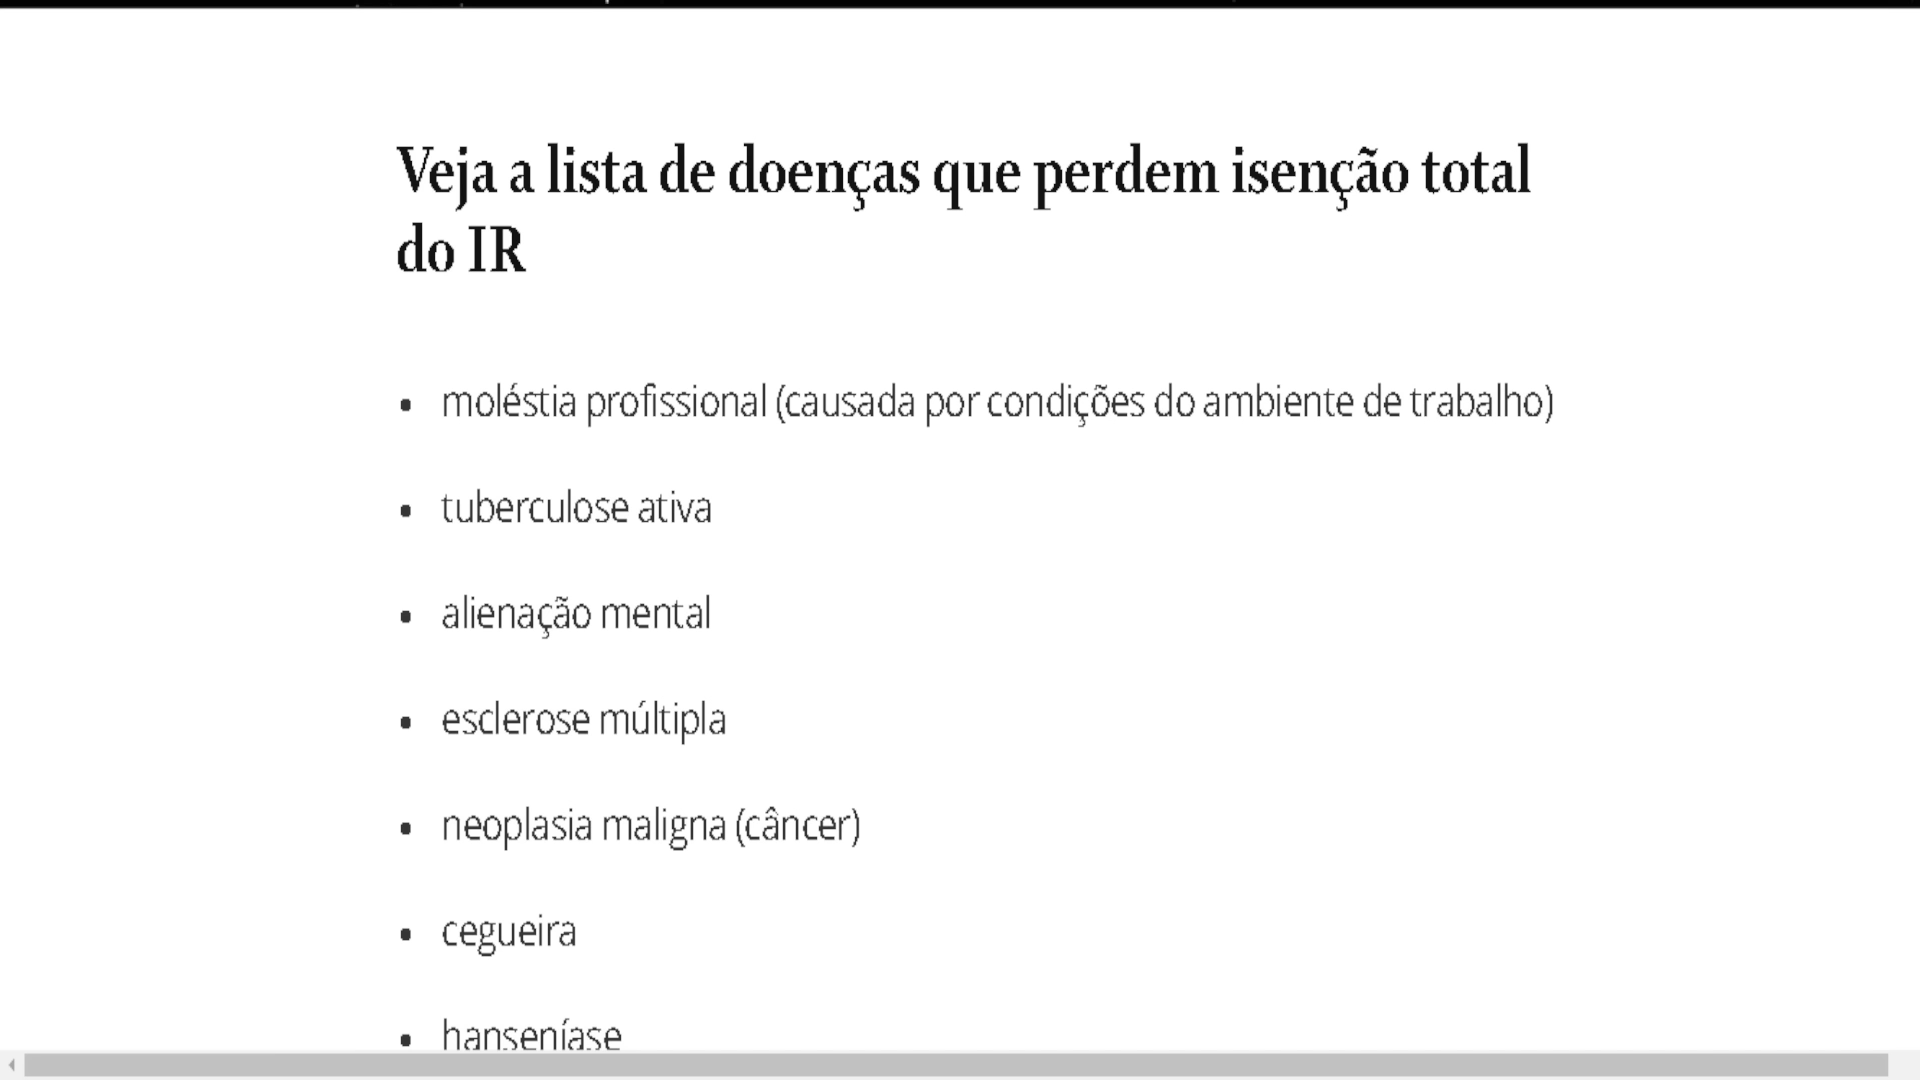 Veja a lista de doenças que perdem isenção total
do IR
• moléstia profissional (causada por condições do ambiente de trabalho)
• tuberculose ativa
• alienação mental
• esclerose múltipla
• neoplasia maligna (câncer)
• cegueira
• hanseníase